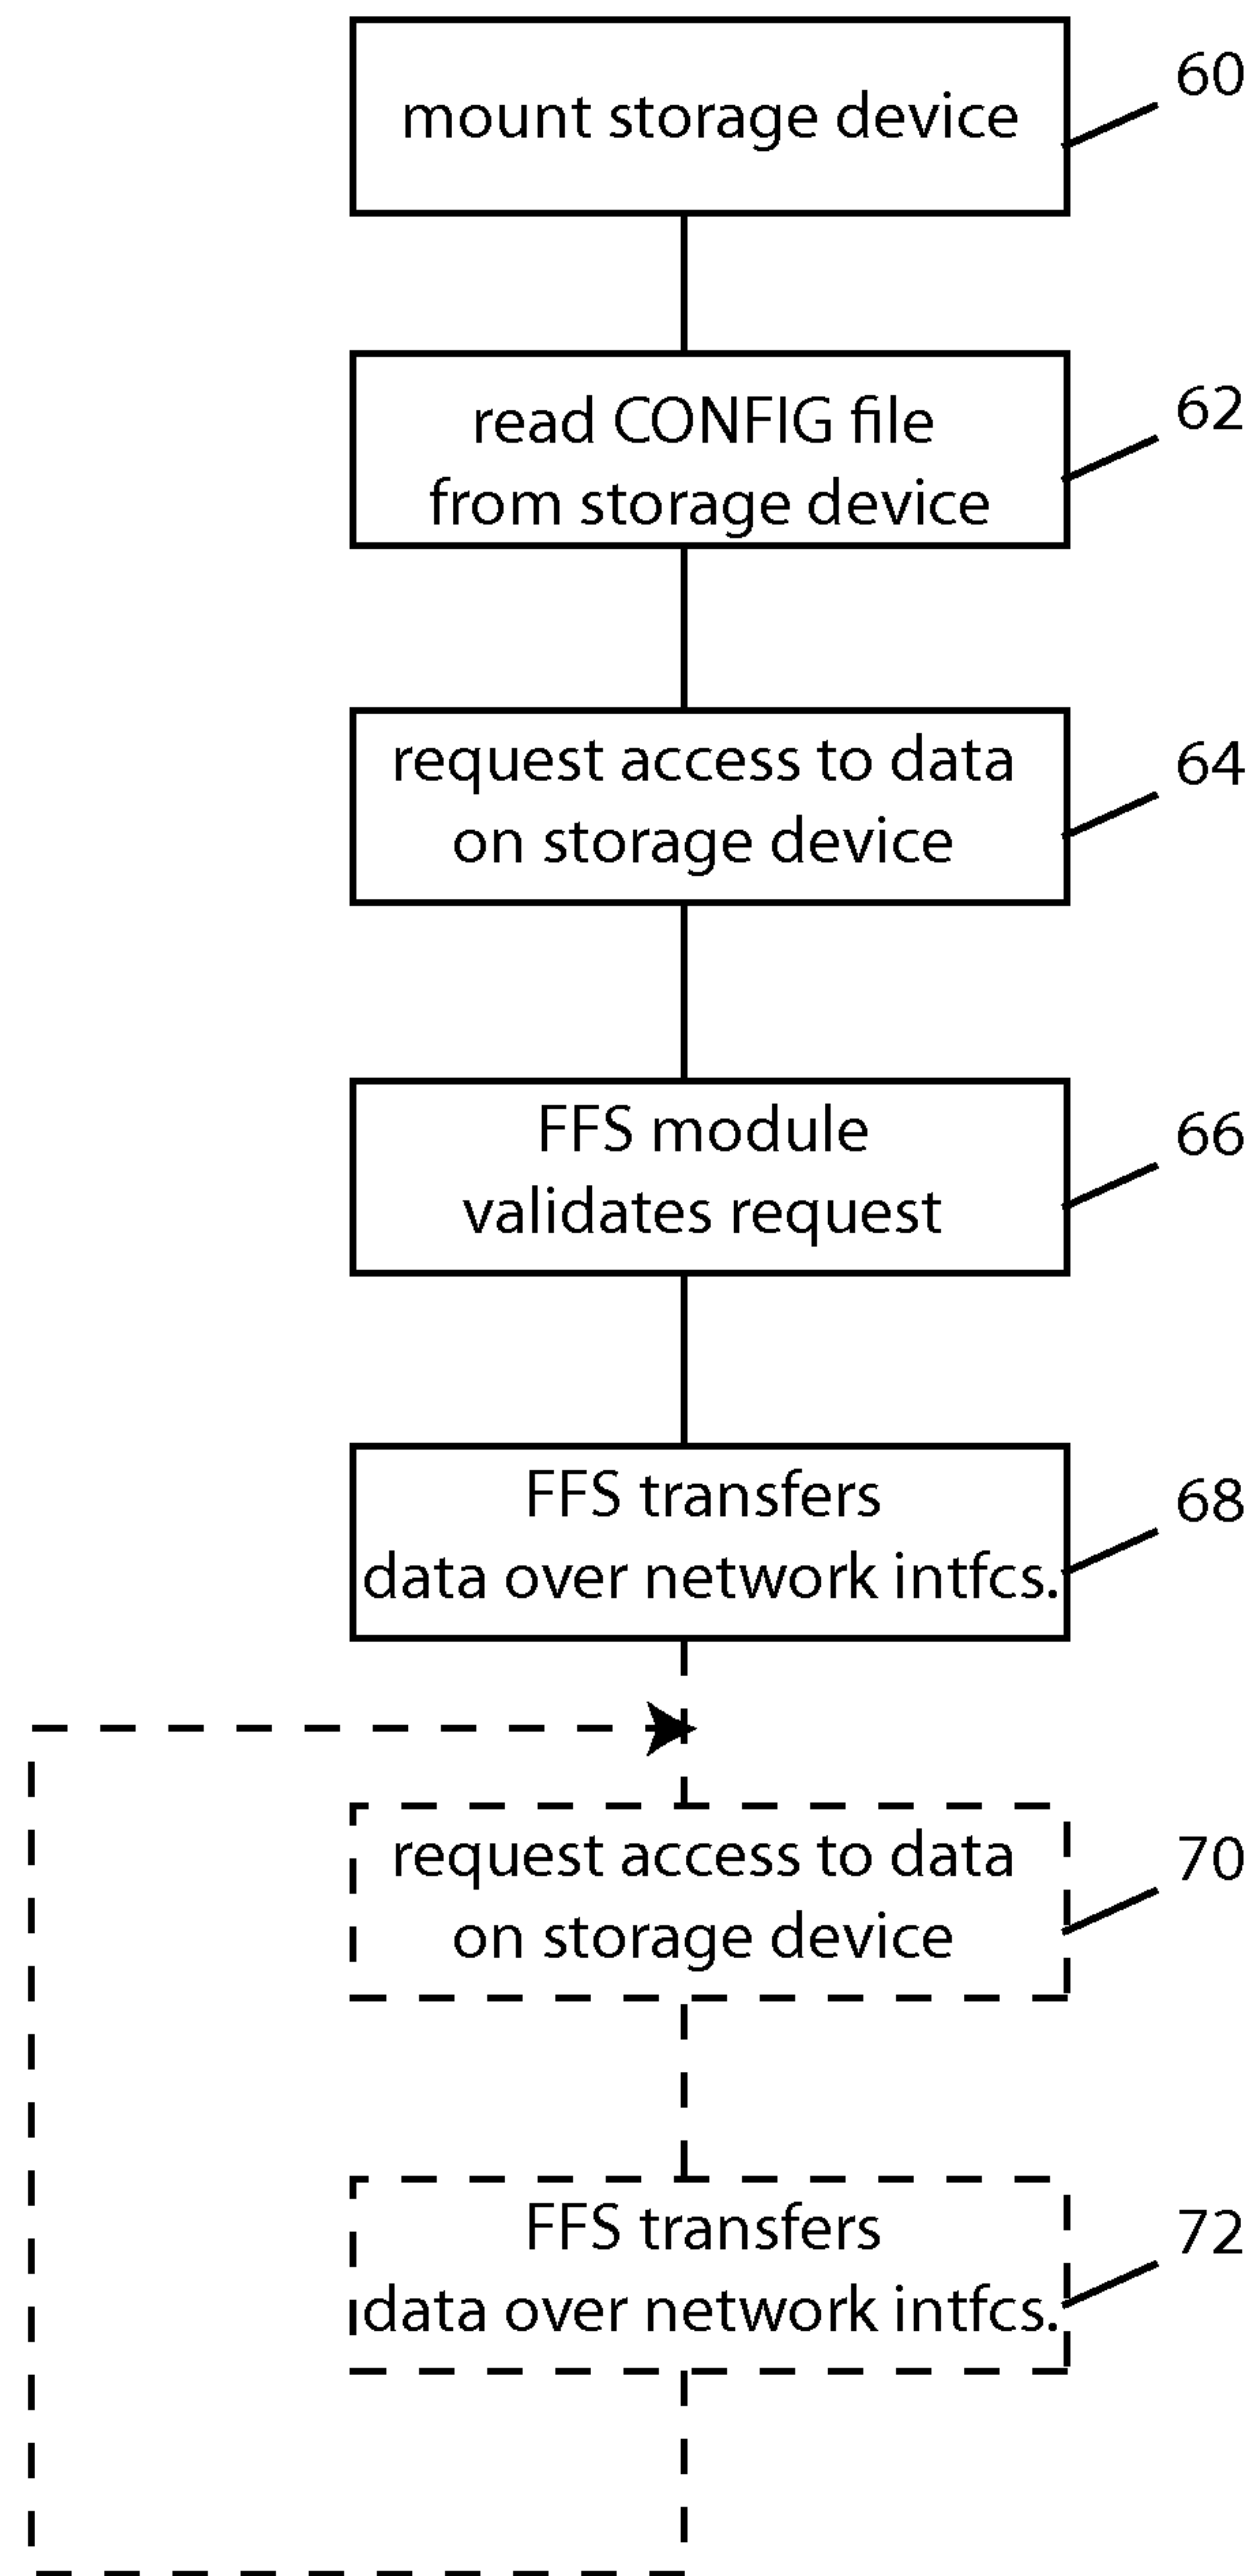 mount storage device
60
read CONFIG file
from storage device
62
request access to data
on storage device
64
FFS module
validates request
66
FFS transfers
data over network intfcs.
68
request access to data
on storage device
70
FFS transfers
data over network intfcs.
72